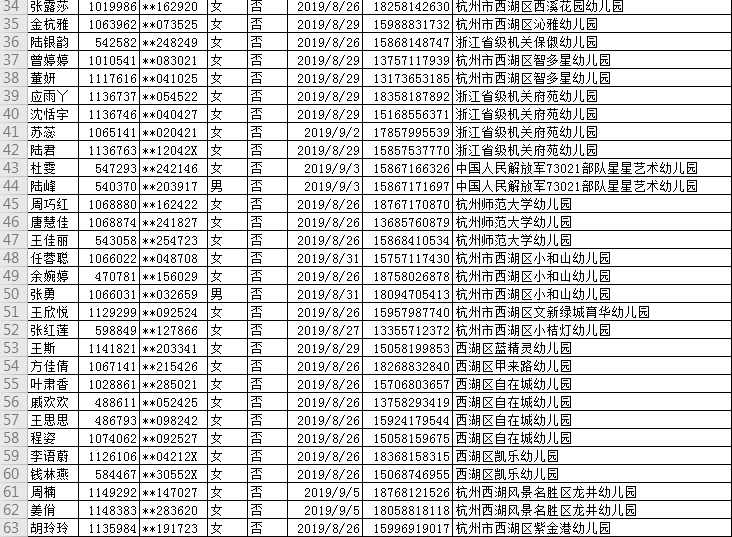 34 张露莎 1019986 **162920 女 否 2019/8/26 18258142630 杭州市西湖区西溪花园幼儿园
35 金杭雅 1063962 **073525 女 否 2019/8/29 15988831732 杭州市西湖区沁雅幼儿园
36 陆银韵 542582 **248249 女 否 2019/8/26 15868148747 浙江省级机关保俶幼儿园
37 曾婷婷 1010541 **083021 女 否 2019/8/29 13757117939 杭州市西湖区智多星幼儿园
38 董妍 1117616 **041025 女 否 2019/8/29 13173653185 杭州市西湖区智多星幼儿园
39 应雨丫 1136737 **054522 女 否 2019/8/29 18358187892 浙江省级机关府苑幼儿园
40 沈恬宇 1136746 **040427 女 否 2019/8/29 15168556371 浙江省级机关府苑幼儿园
41 苏蕊 1065141 **020421 女 否 2019/9/2 17857995539 浙江省级机关府苑幼儿园
42 陆君 1136763 **12042X 女 否 2019/8/29 15857537770 浙江省级机关府苑幼儿园
43 杜雯 547293 **242146 女 否 2019/9/3 15867166326 中国人民解放军73021部队星星艺术幼儿园
44 陆峰 540370 **203917 男 否 2019/9/3 15867171697 中国人民解放军73021部队星星艺术幼儿园
45 周巧红 1068880 **162422 女 否 2019/8/26 18767170870 杭州师范大学幼儿园
46 唐慧佳 1068874 **241827 女 否 2019/8/26 13685760879 杭州师范大学幼儿园
47 王佳丽 543058 **254723 女 否 2019/8/26 15868410534 杭州师范大学幼儿园
48 任蓉聪 1066022 **048708 女 否 2019/8/31 15757117430 杭州市西湖区小和山幼儿园
49 余婉婷 470781 **156029 女 否 2019/8/26 18758026878 杭州市西湖区小和山幼儿园
50 张勇 1066031 **032659 男 否 2019/8/31 18094705413 杭州市西湖区小和山幼儿园
51 王欣悦 1129299 **092524 女 否 2019/8/26 15957987740 杭州市西湖区文新绿城育华幼儿园
52 张红莲 598849 **127866 女 否 2019/8/27 13355712372 杭州市西湖区小桔灯幼儿园
53 王斯 1141821 **203341 女 否 2019/8/29 15058199853 西湖区蓝精灵幼儿园
54 方佳倩 1067141 **215426 女 否 2019/8/26 18268832840 西湖区甲来路幼儿园
55 叶肃香 1028861 **285021 女 否 2019/8/26 15706803657 西湖区自在城幼儿园
56 戚欢欢 488611 **052425 女 否 2019/8/26 13758293419 西湖区自在城幼儿园
57 王思思 486793 **098242 女 否 2019/8/26 15924179544 西湖区自在城幼儿园
58 程姿 1074062 **092527 女 否 2019/8/26 15058159675 西湖区自在城幼儿园
59 李语蔚 1126106 **04212X 女 否 2019/8/26 18368158315 西湖区凯乐幼儿园
60 钱林燕 584467 **30552X 女 否 2019/8/26 15068746955 西湖区凯乐幼儿园
61 周楠 1149292 **147027 女 否 2019/9/5 18768121526 杭州西湖风景名胜区龙井幼儿园
62 姜俏 1148383 **283620 女 否 2019/9/5 18058818118 杭州西湖风景名胜区龙井幼儿园
63 胡玲玲 1135984 **191723 女 否 2019/8/26 15996919017 杭州市西湖区紫金港幼儿园